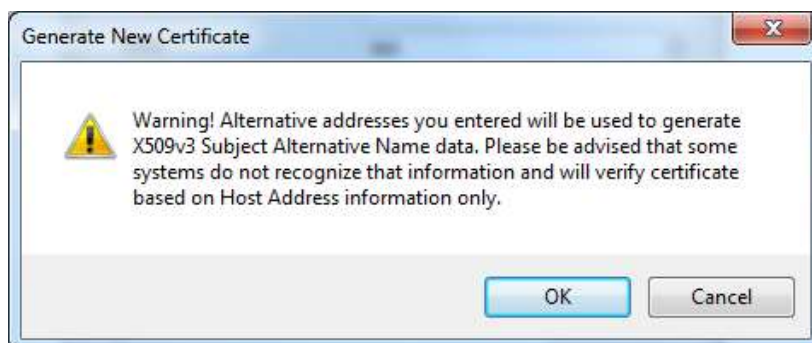 Generate New Certificate
Warning! Alternative addresses you entered will be used to generate
X509v3 Subject Alternative Name data. Please be advised that some
systems do not recognize that information and will verify certificate
based on Host Address information only.
OK
Cancel